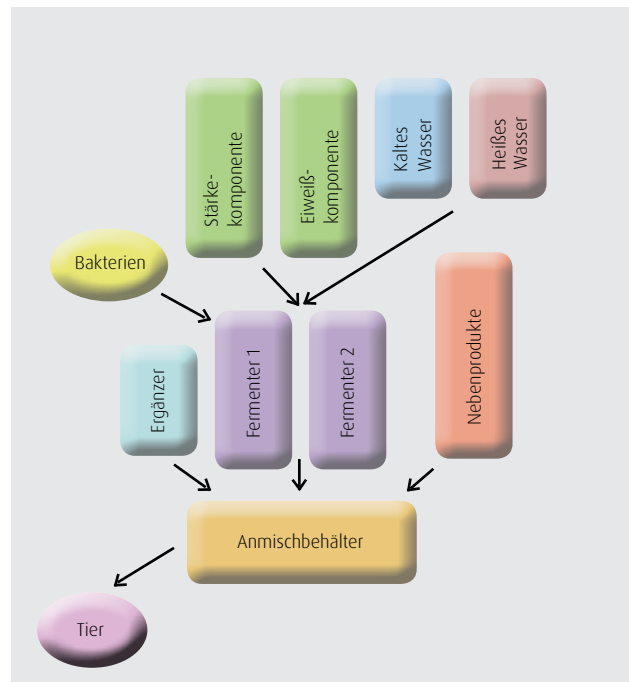 Stärke-
komponente
Eiweiß-
komponente
Kaltes
Wasser
Heißes
Wasser
Bakterien
Nebenprodukte
Ergänzer
Fermenter 1
Fermenter 2
Anmischbehälter
Tier